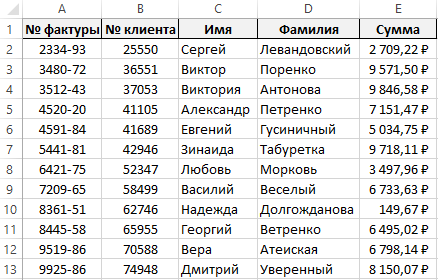 A B C D E
1 № фактуры № клиента Имя Фамилия Сумма
2 2334-93 25550 Сергей Левандовский 2 709,22 ₽
3 3480-72 36551 Виктор Поренко 9 571,50 ₽
4 3512-43 37053 Виктория Антонова 9 846,58 ₽
5 4520-20 41105 Александр Петренко 7 151,47 ₽
6 4591-84 41689 Евгений Гусиничный 5 034,75 ₽
7 5441-81 42946 Зинаида Табуретка 9 718,11 ₽
8 6421-75 52347 Любовь Морковь 3 497,96 ₽
9 7209-65 58499 Василий Веселый 6 733,63 ₽
10 8361-51 62746 Надежда Долгожданова 149,67 ₽
11 8445-58 65955 Георгий Ветренко 6 495,02 ₽
12 9519-86 70588 Вера Атеиская 6 798,14 ₽
13 9925-86 74948 Дмитрий Уверенный 8 150,07 ₽